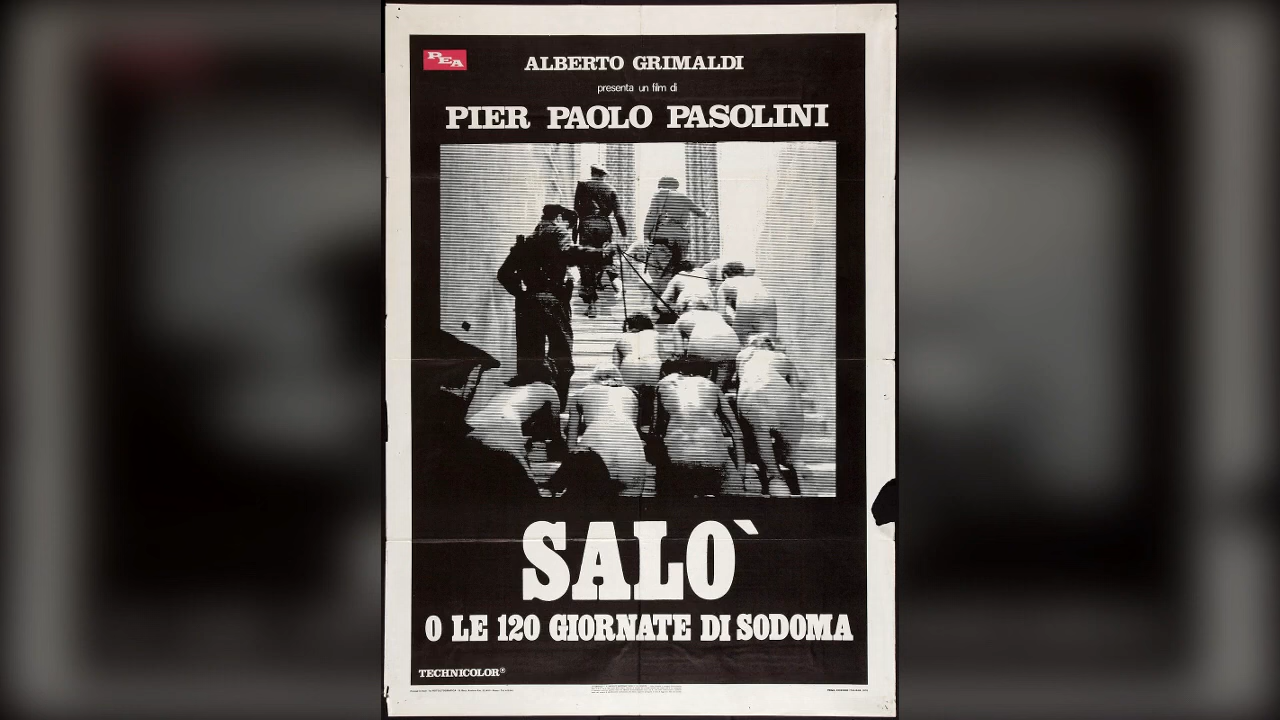 PEA
ALBERTO GRIMALDI
presenta un film di
PIER PAOLO PASOLINI
SALO`
O LE 120 GIORNATE DI SODOMA
TECHNICOLOR®